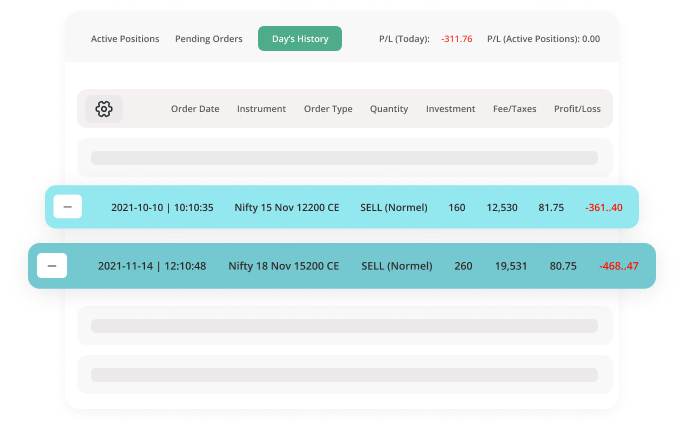 Active Positions Pending Orders Day's History P/L (Today): -311.76 P/L (Active Positions): 0.00
Order Date Instrument Order Type Quantity Investment Fee/Taxes Profit/Loss
2021-10-10 | 10:10:35 Nifty 15 Nov 12200 CE SELL (Normel) 160 12,530 81.75 -361..40
2021-11-14 | 12:10:48 Nifty 18 Nov 15200 CE SELL (Normel) 260 19,531 80.75 -468..47